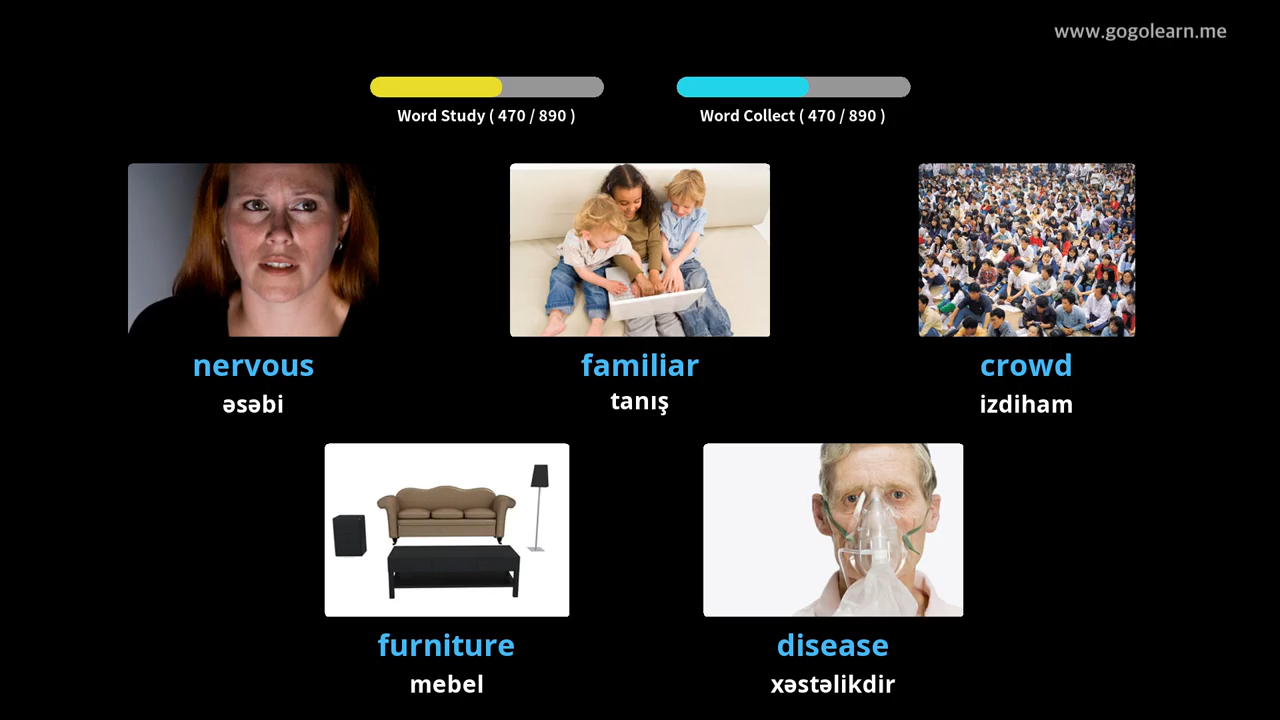 www.gogolearn.me
Word Study ( 470 / 890 )
Word Collect ( 470 / 890 )
nervous
əsəbi
familiar
tanış
crowd
izdiham
furniture
mebel
disease
xəstəlikdir